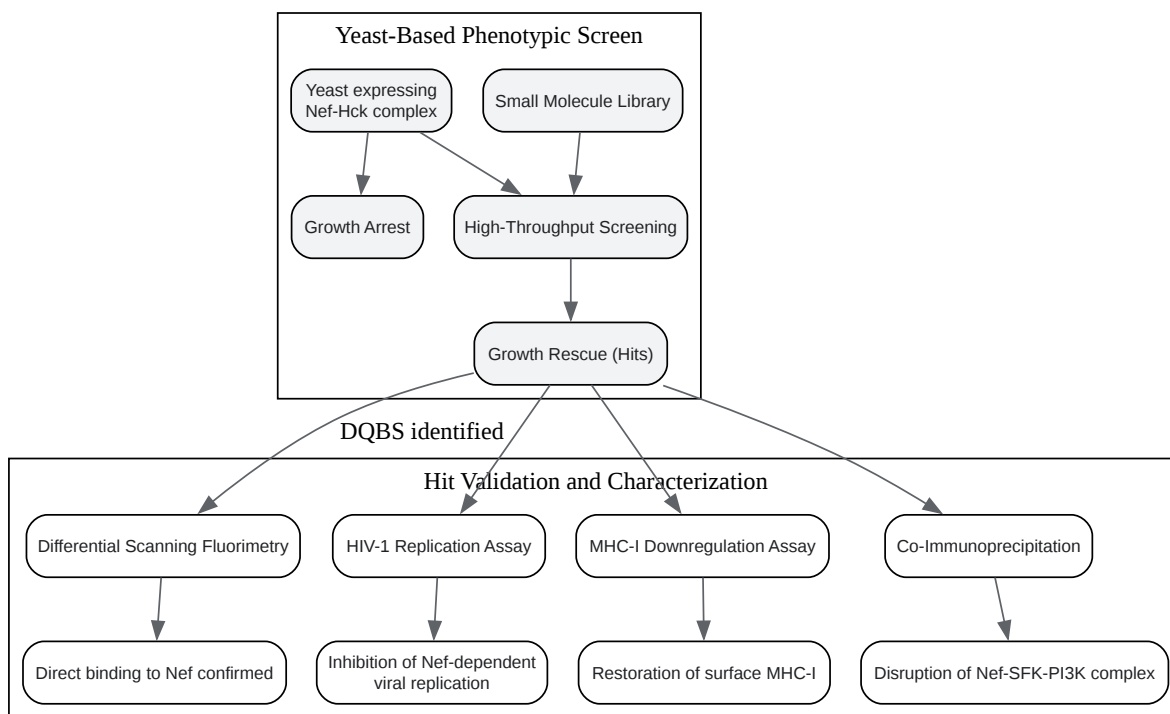 Yeast-Based Phenotypic Screen
Yeast expressing
Nef-Hck complex
Small Molecule Library
Growth Arrest
High-Throughput Screening
Growth Rescue (Hits)
DQBS identified
Hit Validation and Characterization
Differential Scanning Fluorimetry
HIV-1 Replication Assay
MHC-I Downregulation Assay
Co-Immunoprecipitation
Direct binding to Nef confirmed
Inhibition of Nef-dependent
viral replication
Restoration of surface MHC-I
Disruption of Nef-SFK-PI3K complex